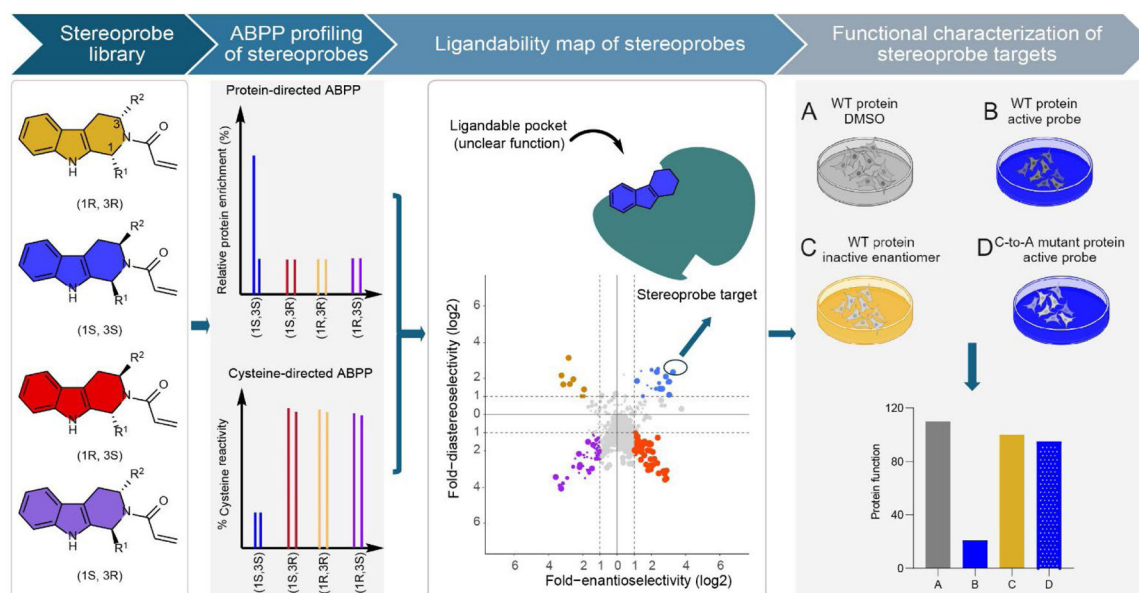 Stereoprobe
library
ABPP profiling
of stereoprobes
Ligandability map of stereoprobes
Functional characterization of
stereoprobe targets
R²
3
N
O
1
NH
R¹
(1R, 3R)
R²
N
O
NH
R¹
(1S, 3S)
R²
N
O
NH
R¹
(1R, 3S)
R²
N
O
NH
R¹
(1S, 3R)
Protein-directed ABPP
Relative protein enrichment (%)
(1S,3S)
(1S,3R)
(1R,3R)
(1R,3S)
Cysteine-directed ABPP
% Cysteine reactivity
(1S,3S)
(1S,3R)
(1R,3R)
(1R,3S)
Ligandable pocket
(unclear function)
Stereoprobe target
Fold-diastereoselectivity (log2)
6
4
2
1
0
1
2
4
6
6 4 2 1 0 1 2 4 6
Fold-enantioselectivity (log2)
A
WT protein
DMSO
B
WT protein
active probe
C
WT protein
inactive enantiomer
D
C-to-A mutant protein
active probe
Protein function
120
80
40
0
A B C D